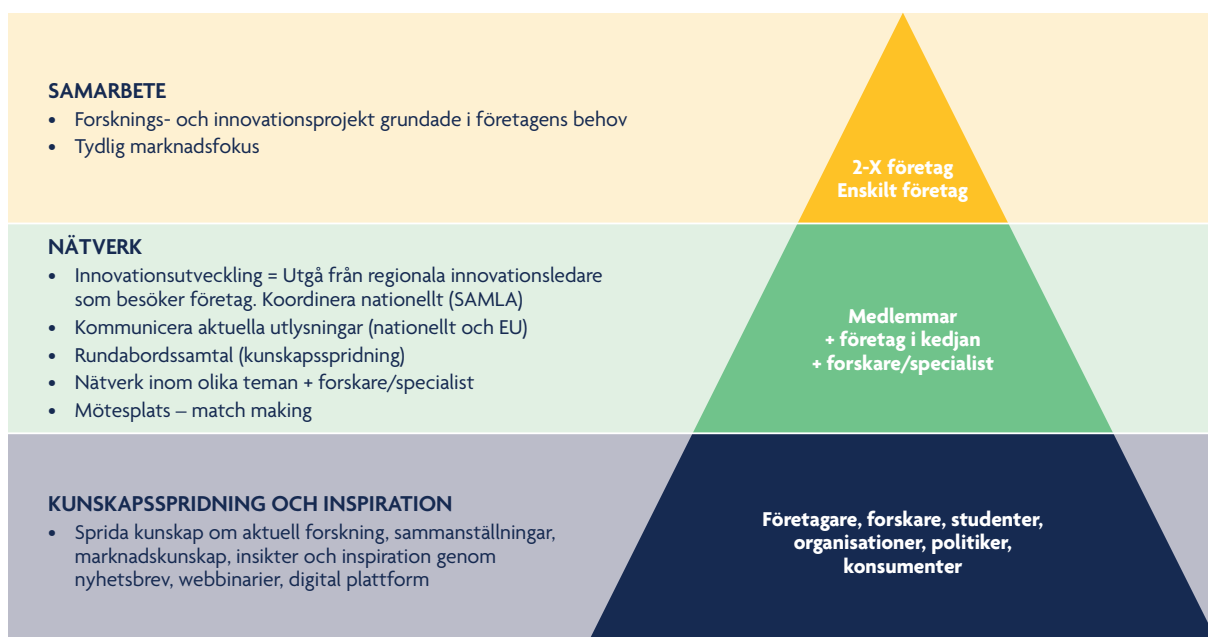 SAMARBETE
• Forsknings- och innovationsprojekt grundade i företagens behov
• Tydlig marknadsfokus
2-X företag
Enskilt företag
NÄTVERK
• Innovationsutveckling = Utgå från regionala innovationsledare
som besöker företag. Koordinera nationellt (SAMLA)
• Kommunicera aktuella utlysningar (nationellt och EU)
• Rundabordssamtal (kunskapsspridning)
• Nätverk inom olika teman + forskare/specialist
• Mötesplats – match making
Medlemmar
+ företag i kedjan
+ forskare/specialist
KUNSKAPSSPRIDNING OCH INSPIRATION
• Sprida kunskap om aktuell forskning, sammanställningar,
marknadskunskap, insikter och inspiration genom
nyhetsbrev, webbinarier, digital plattform
Företagare, forskare, studenter,
organisationer, politiker,
konsumenter